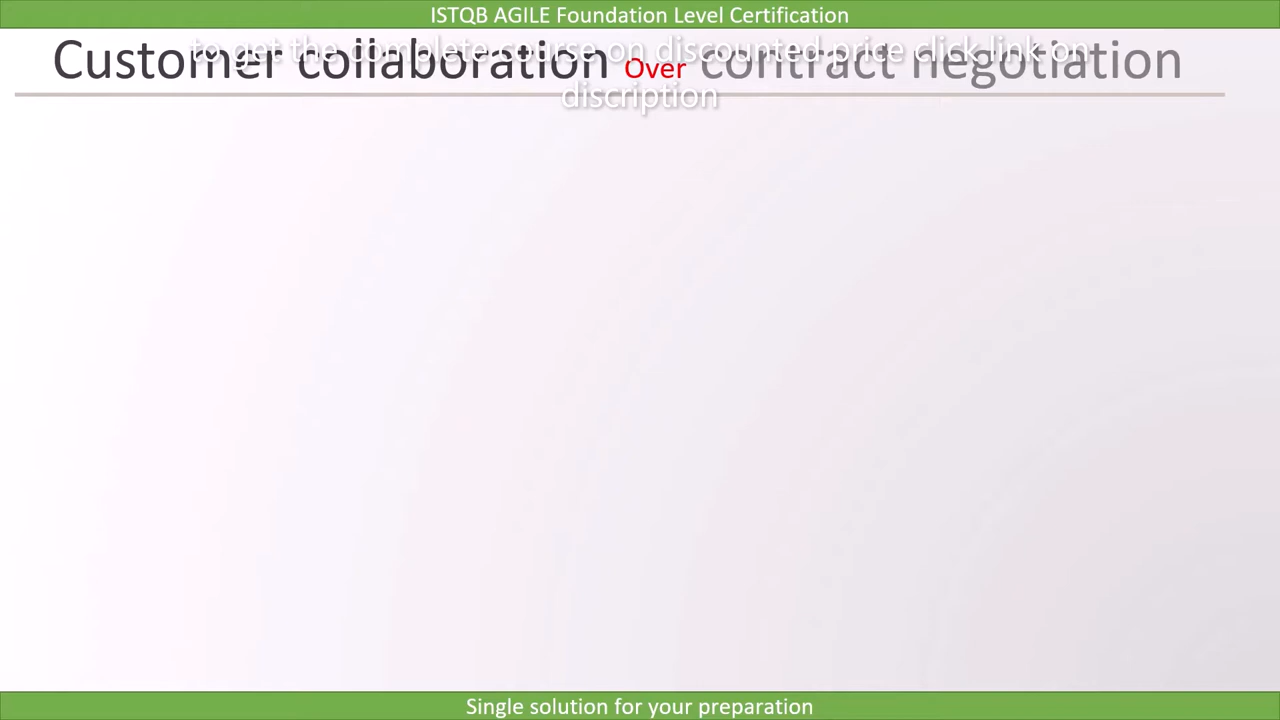 ISTQB AGILE Foundation Level Certification
Customer collaboration Over contract negotiation
to get the complete course on discounted price click link on
discription
Single solution for your preparation